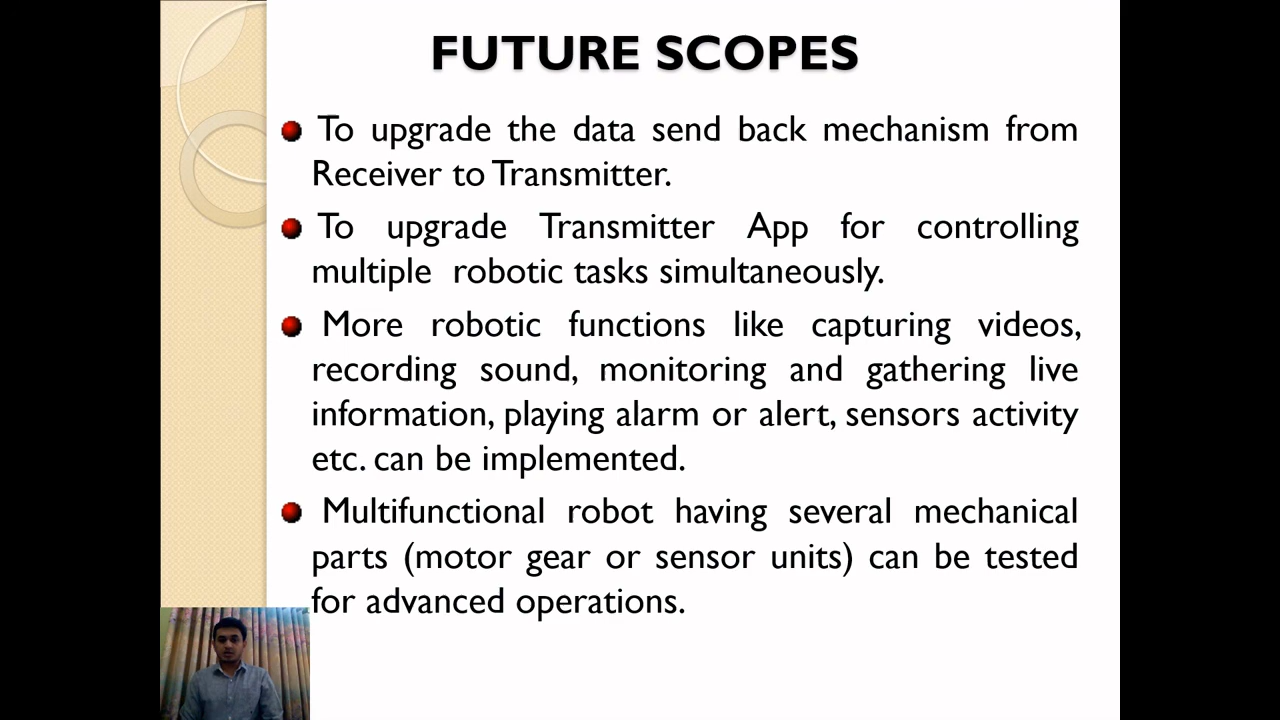 FUTURE SCOPES
To upgrade the data send back mechanism from
Receiver to Transmitter.
To upgrade Transmitter App for controlling
multiple robotic tasks simultaneously.
More robotic functions like capturing videos,
recording sound, monitoring and gathering live
information, playing alarm or alert, sensors activity
etc. can be implemented.
Multifunctional robot having several mechanical
parts (motor gear or sensor units) can be tested
for advanced operations.